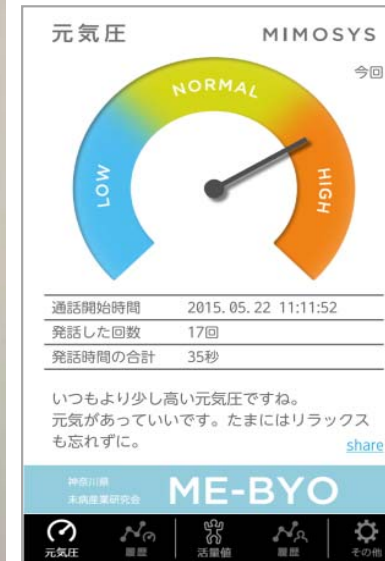 元気圧 MIMOSYS
今回
NORMAL
LOW
HIGH
通話開始時間 2015.05.22 11:11:52
発話した回数 17回
発話時間の合計 35秒
いつもより少し高い元気圧ですね。
元気があっていいです。たまにはリラックス
も忘れずに。
share
神奈川県
未病産業研究会
ME-BYO
元気圧 履歴 活量値 履歴 その他